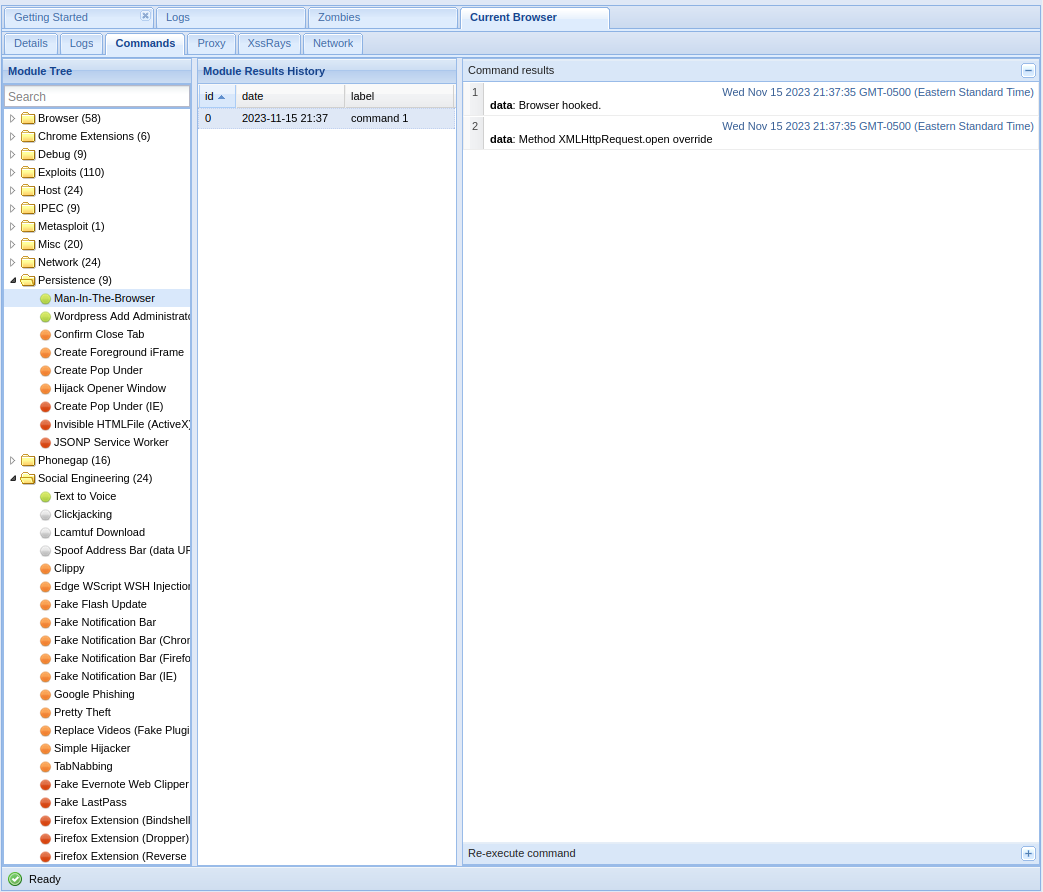 Getting Started
Logs
Zombies
Current Browser
Details
Logs
Commands
Proxy
XssRays
Network
Module Tree
Search
Browser (58)
Chrome Extensions (6)
Debug (9)
Exploits (110)
Host (24)
IPEC (9)
Metasploit (1)
Misc (20)
Network (24)
Persistence (9)
Man-In-The-Browser
Wordpress Add Administrato
Confirm Close Tab
Create Foreground iFrame
Create Pop Under
Hijack Opener Window
Create Pop Under (IE)
Invisible HTMLFile (ActiveX)
JSONP Service Worker
Phonegap (16)
Social Engineering (24)
Text to Voice
Clickjacking
Lcamtuf Download
Spoof Address Bar (data UR
Clippy
Edge WScript WSH Injection
Fake Flash Update
Fake Notification Bar
Fake Notification Bar (Chrom
Fake Notification Bar (Firefo
Fake Notification Bar (IE)
Google Phishing
Pretty Theft
Replace Videos (Fake Plugi
Simple Hijacker
TabNabbing
Fake Evernote Web Clipper
Fake LastPass
Firefox Extension (Bindshell
Firefox Extension (Dropper)
Firefox Extension (Reverse
Module Results History
id date label
0 2023-11-15 21:37 command 1
Command results
1 Wed Nov 15 2023 21:37:35 GMT-0500 (Eastern Standard Time)
data: Browser hooked.
2 Wed Nov 15 2023 21:37:35 GMT-0500 (Eastern Standard Time)
data: Method XMLHttpRequest.open override
Re-execute command
Ready